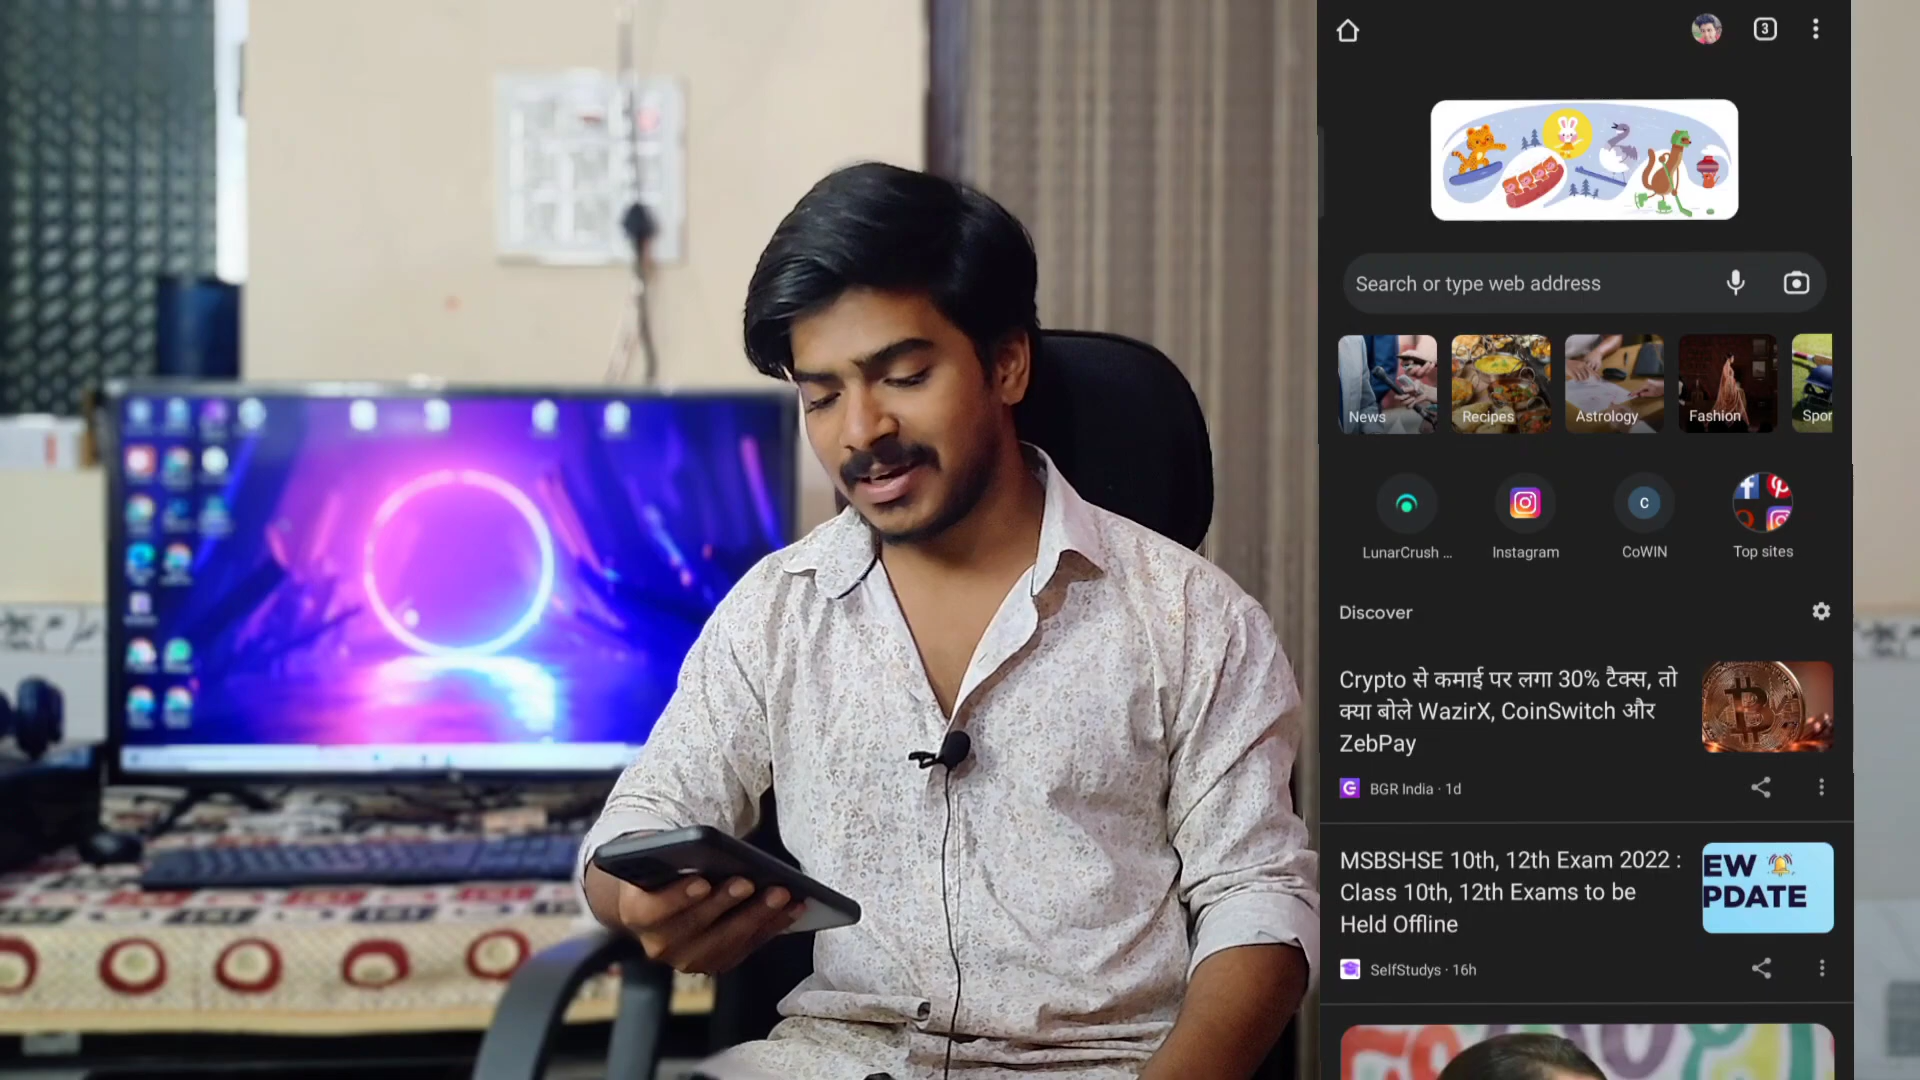 3
Search or type web address
News
Recipes
Astrology
Fashion
Spor
C
LunarCrush ...
Instagram
CoWIN
Top sites
Discover
Crypto से कमाई पर लगा 30% टैक्स, तो
क्या बोले WazirX, CoinSwitch और
ZebPay
BGR India · 1d
MSBSHSE 10th, 12th Exam 2022 :
Class 10th, 12th Exams to be
Held Offline
EW
PDATE
SelfStudys · 16h